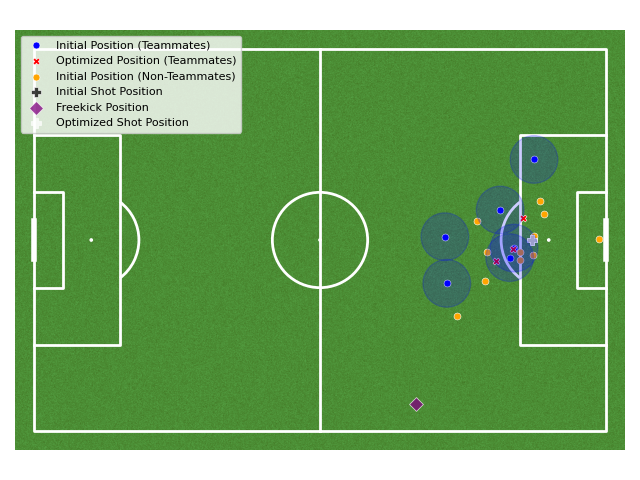 Initial Position (Teammates)
Optimized Position (Teammates)
Initial Position (Non-Teammates)
Initial Shot Position
Freekick Position
Optimized Shot Position